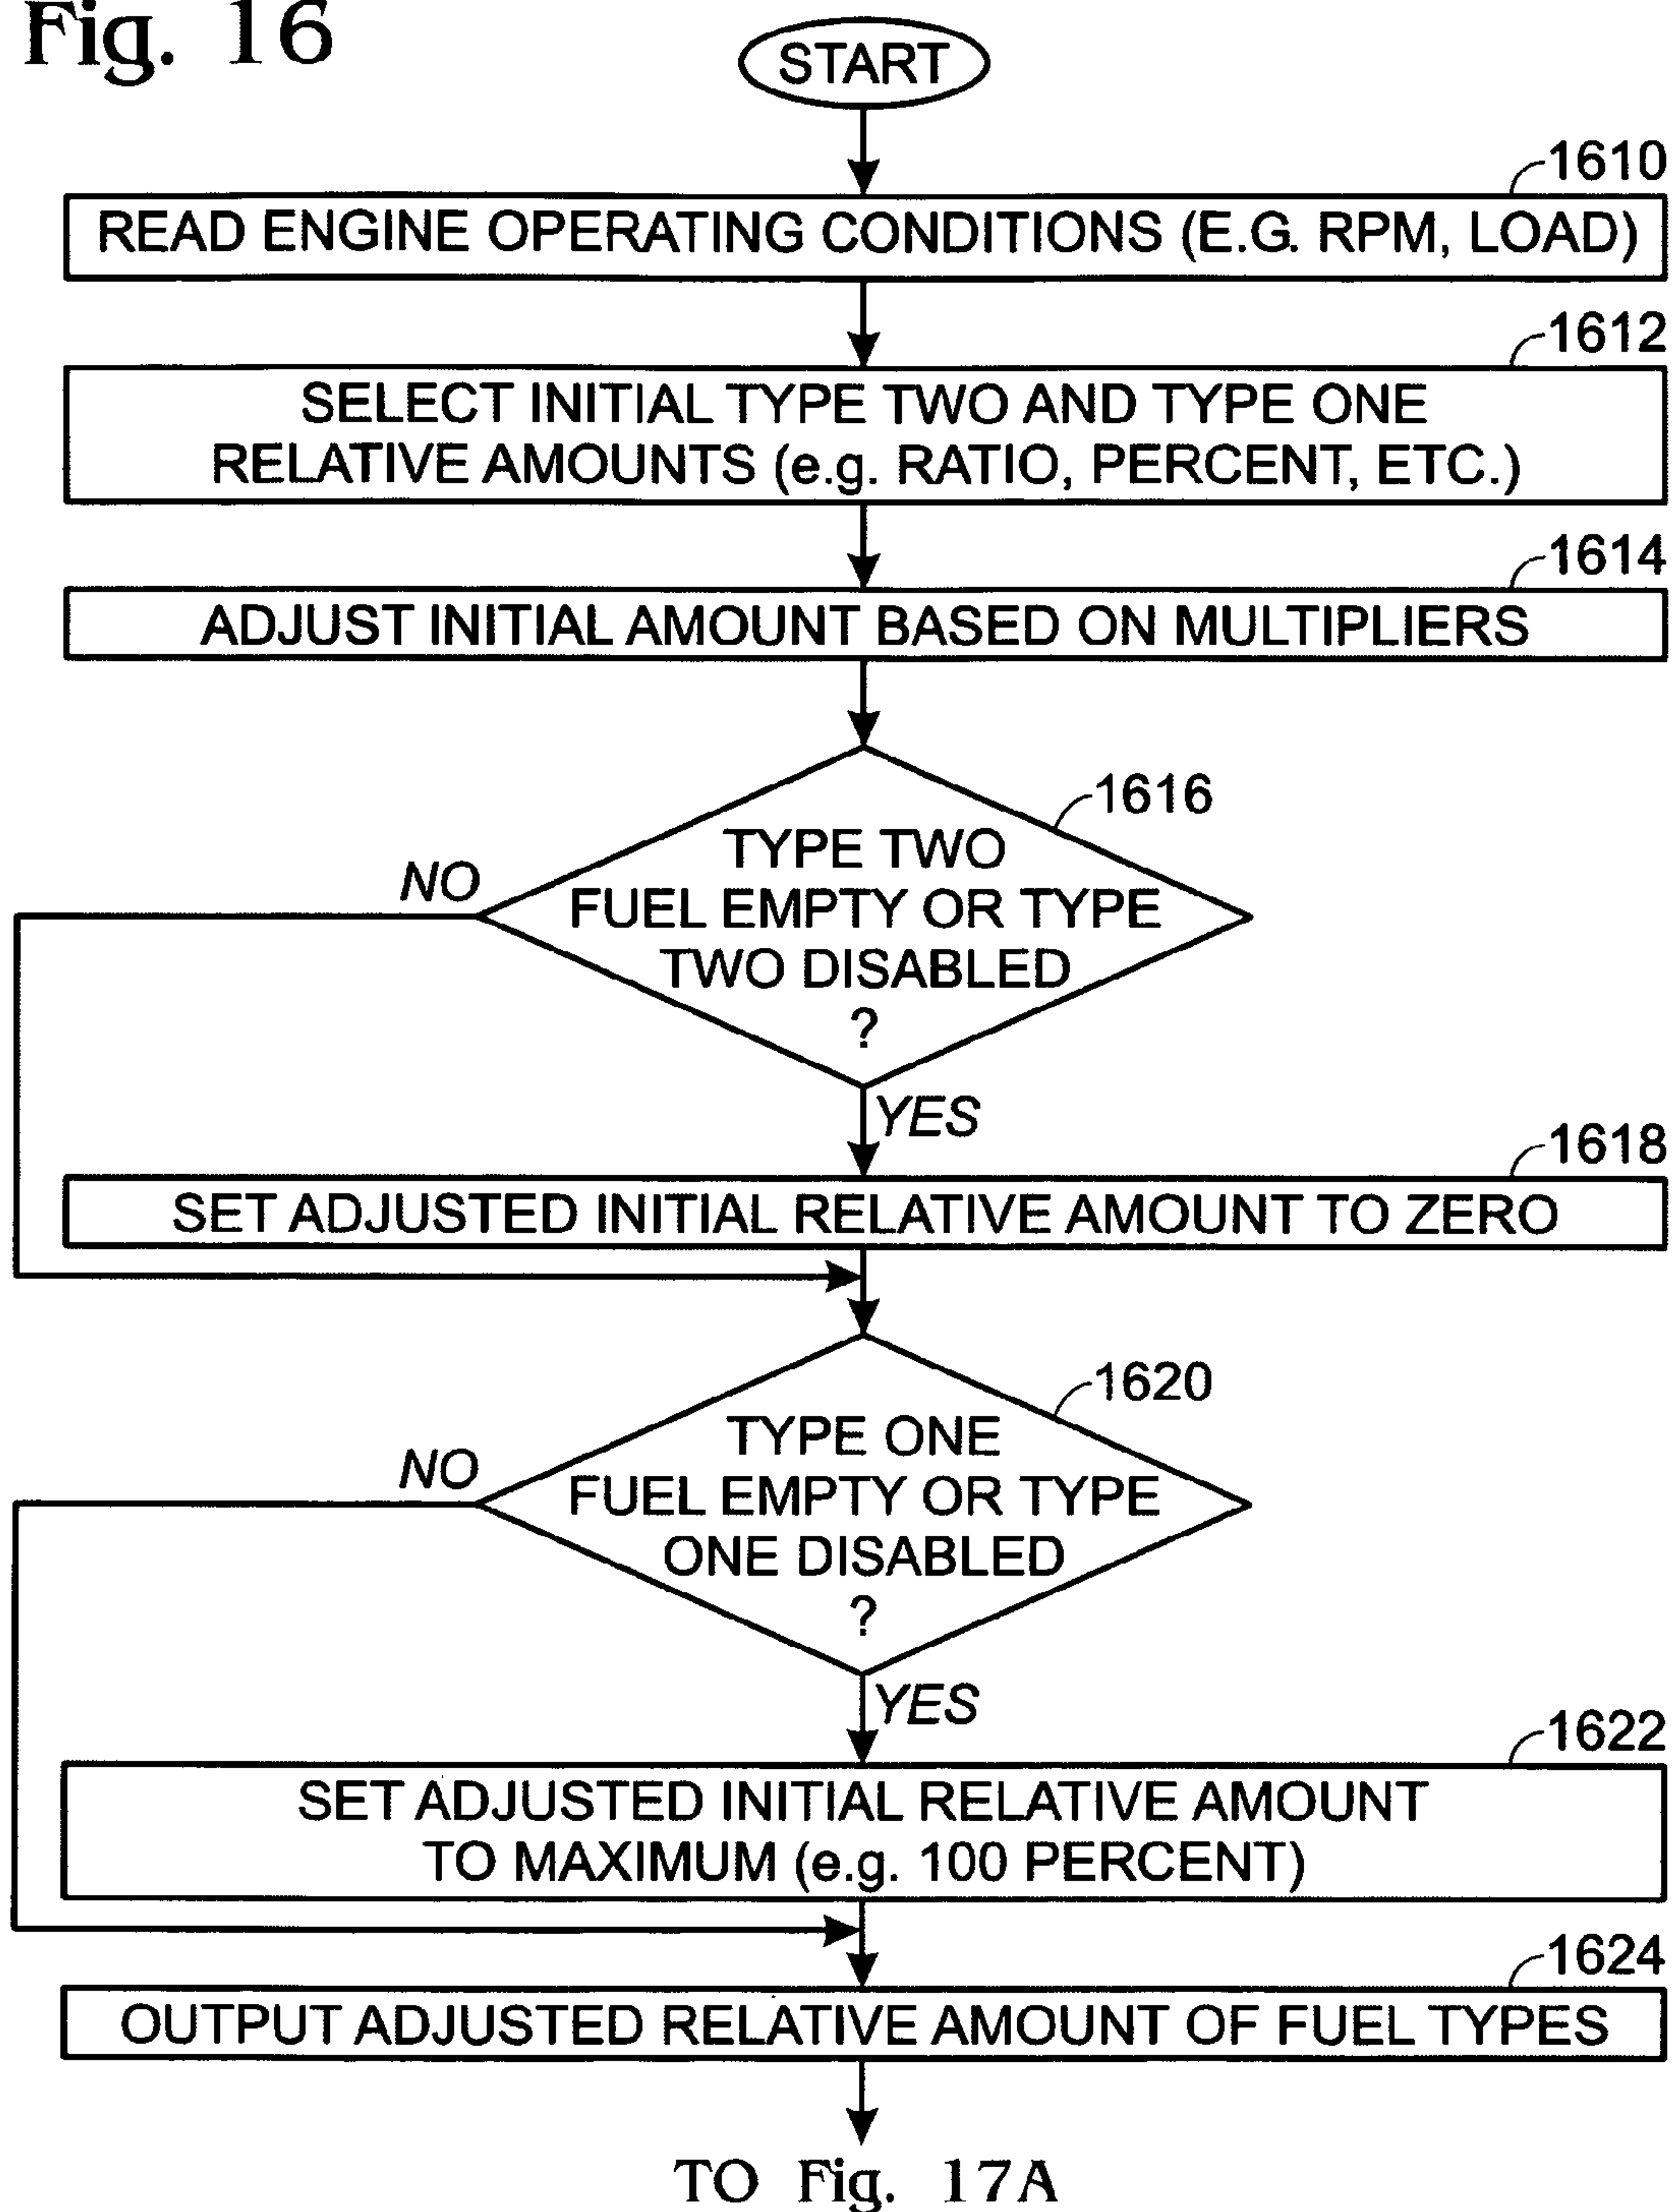 Fig. 16
START
1610
READ ENGINE OPERATING CONDITIONS (E.G. RPM, LOAD)
1612
SELECT INITIAL TYPE TWO AND TYPE ONE
RELATIVE AMOUNTS (e.g. RATIO, PERCENT, ETC.)
1614
ADJUST INITIAL AMOUNT BASED ON MULTIPLIERS
1616
TYPE TWO
FUEL EMPTY OR TYPE
TWO DISABLED
?
NO
YES
1618
SET ADJUSTED INITIAL RELATIVE AMOUNT TO ZERO
1620
TYPE ONE
FUEL EMPTY OR TYPE
ONE DISABLED
?
NO
YES
1622
SET ADJUSTED INITIAL RELATIVE AMOUNT
TO MAXIMUM (e.g. 100 PERCENT)
1624
OUTPUT ADJUSTED RELATIVE AMOUNT OF FUEL TYPES
TO Fig. 17A